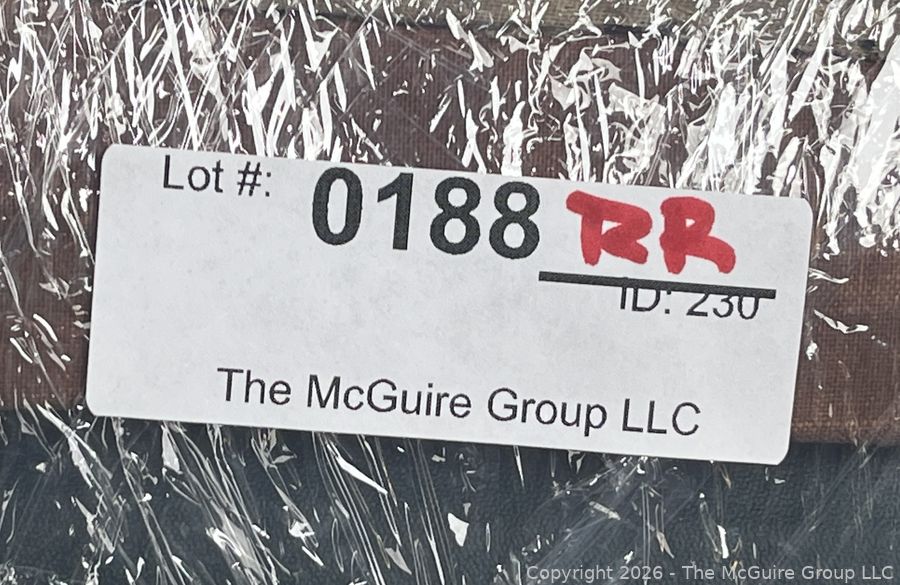 Lot #: 0188 RR
ID: 230
The McGuire Group LLC
Copyright 2026 - The McGuire Group LLC